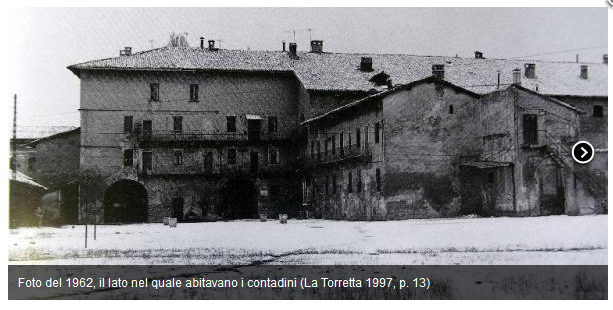 Foto del 1962, il lato nel quale abitavano i contadini (La Torretta 1997, p. 13)